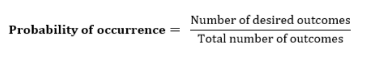 Probability of occurrence = Number of desired outcomes
Total number of outcomes